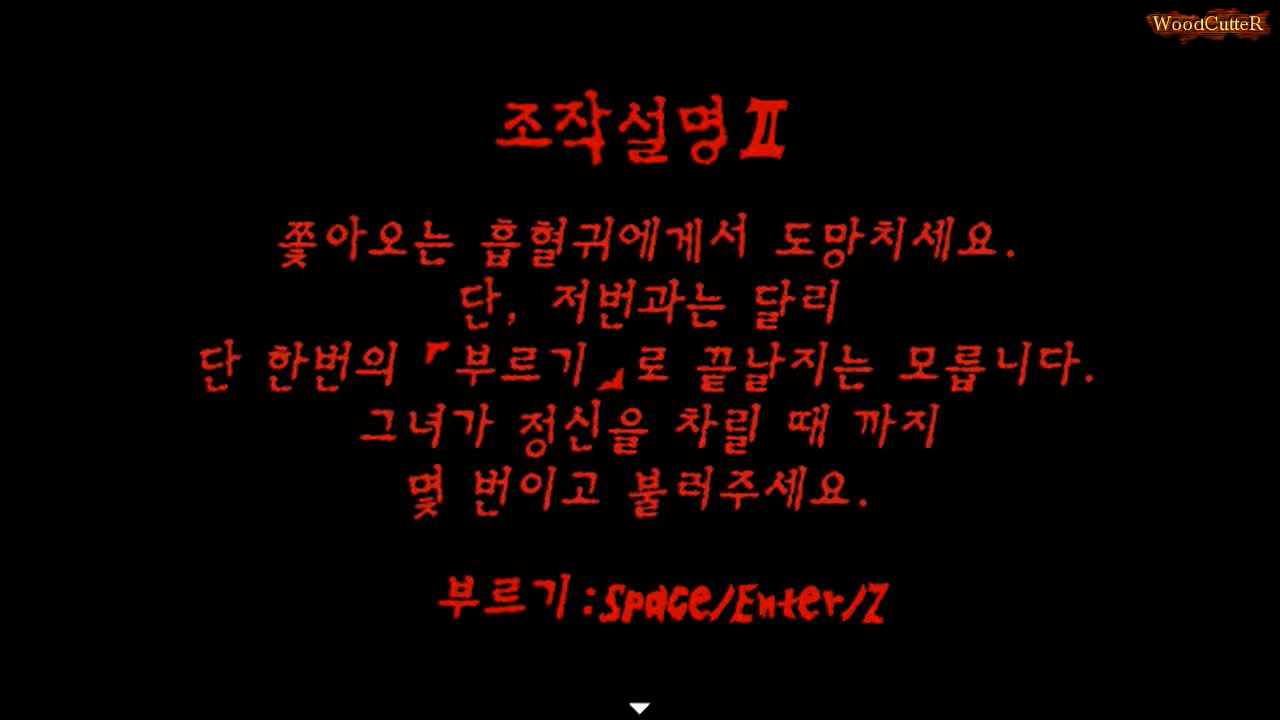 WoodCutteR
조작설명Ⅱ
쫓아오는 흡혈귀에게서 도망치세요.
단, 저번과는 달리
단 한번의 「부르기」로 끝날지는 모릅니다.
그녀가 정신을 차릴 때 까지
몇 번이고 불러주세요.
부르기:Space/Enter/Z